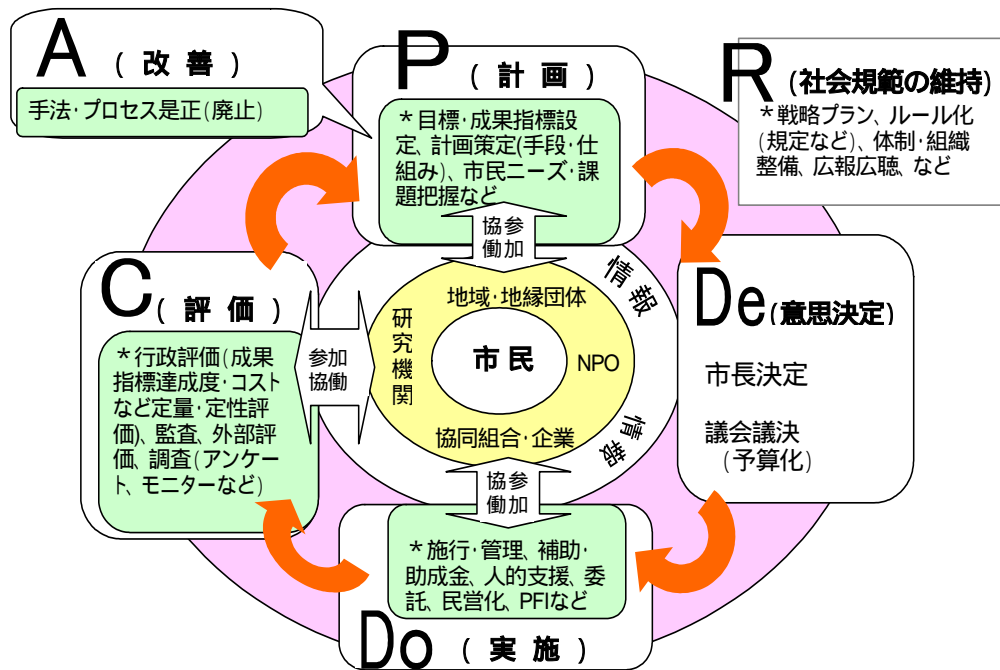 A (改善)
手法・プロセス是正(廃止)
P (計画)
*目標・成果指標設
定、計画策定(手段・仕
組み)、市民ニーズ・課
題把握など
R (社会規範の維持)
*戦略プラン、ルール化
(規定など)、体制・組織
整備、広報広聴、など
協参
働加
情報
De (意思決定)
市長決定
議会議決
(予算化)
C (評価)
*行政評価(成果
指標達成度・コスト
など定量・定性評
価)、監査、外部評
価、調査(アンケー
ト、モニターなど)
参加
協働
研究機関
地域・地縁団体
市民
NPO
協同組合・企業
情報
協参
働加
*施行・管理、補助・
助成金、人的支援、委
託、民営化、PFIなど
Do (実施)